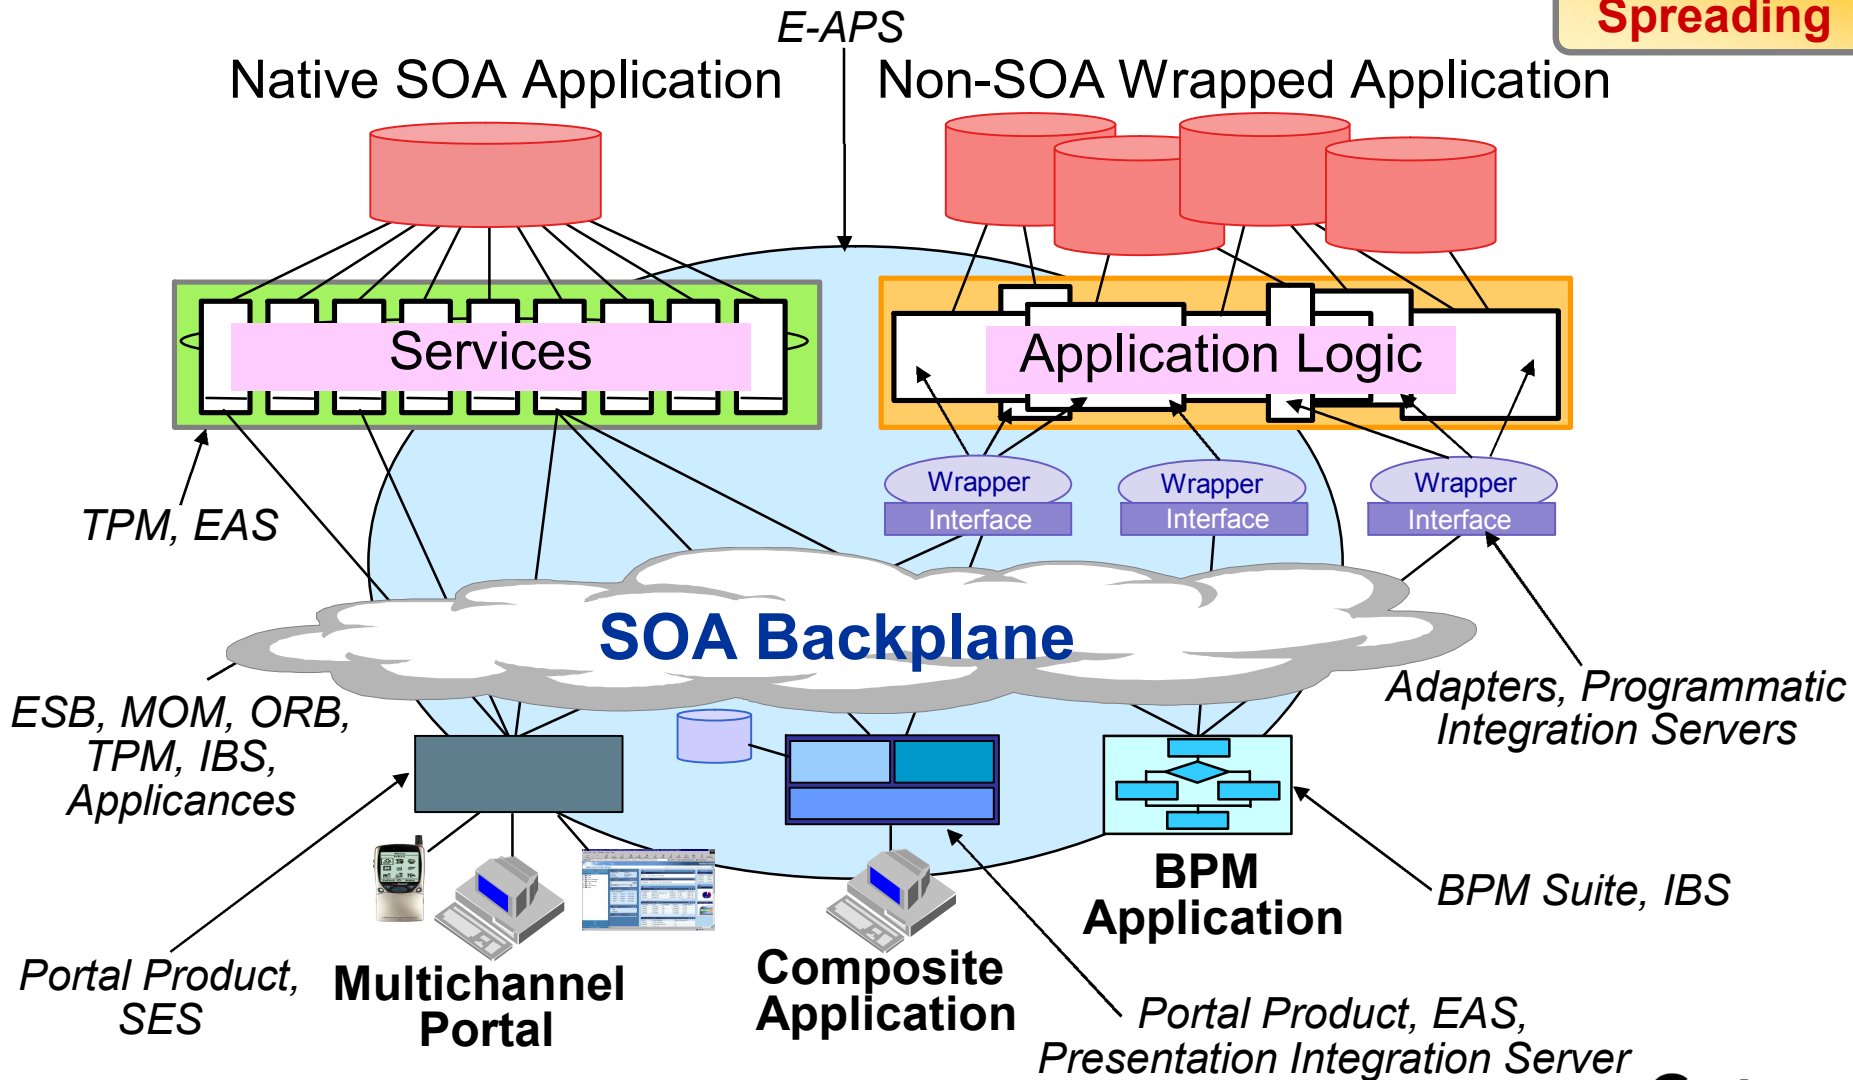 E-APS
Spreading
Native SOA Application
Non-SOA Wrapped Application
Services
Application Logic
Wrapper
Interface
Wrapper
Interface
Wrapper
Interface
TPM, EAS
SOA Backplane
ESB, MOM, ORB,
TPM, IBS,
Applicances
Adapters, Programmatic
Integration Servers
BPM
Application
BPM Suite, IBS
Portal Product,
SES
Multichannel
Portal
Composite
Application
Portal Product, EAS,
Presentation Integration Server